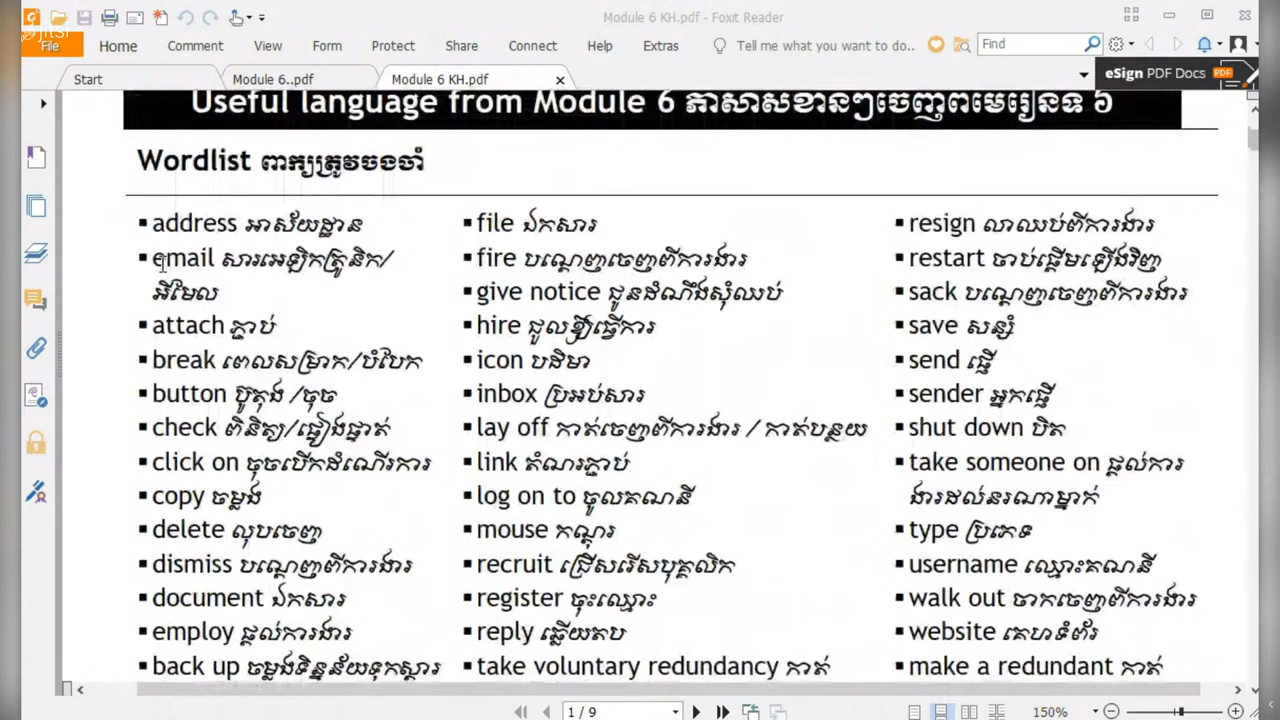 Module 6 KH.pdf - Foxit Reader
jitsi
File Home Comment View Form Protect Share Connect Help Extras Tell me what you want to do.. Find
Start Module 6..pdf Module 6 KH.pdf eSign PDF Docs PDF
Useful language from Module 6 ភាសាសខាន់ៗចេញពីមេរៀនទី ៦
Wordlist ពាក្យត្រូវចងចាំ
▪ address អាស័យដ្ឋាន
▪ email សារអេឡិកត្រូនិក/
អីមែល
▪ attach ភ្ជាប់
▪ break ពេលសម្រាក/បំបែក
▪ button ប៊ូតុង /ចុច
▪ check ពិនិត្យ/ផ្ទៀងផ្ទាត់
▪ click on ចុចបើកដំណើរការ
▪ copy ចម្លង
▪ delete លុបចេញ
▪ dismiss បណ្តេញពីការងារ
▪ document ឯកសារ
▪ employ ផ្តល់ការងារ
▪ back up ចម្លងទិន្នន័យទុកស្តារ
▪ file ឯកសារ
▪ fire បណ្តេញចេញពីការងារ
▪ give notice ជូនដំណឹងសុំឈប់
▪ hire ជួលឱ្យធ្វើការ
▪ icon បដិមា
▪ inbox ប្រអប់សារ
▪ lay off កាត់ចេញពីការងារ / កាត់បន្ថយ
▪ link តំណរភ្ជាប់
▪ log on to ចូលគណនី
▪ mouse កណ្តុរ
▪ recruit ជ្រើសរើសបុគ្គលិក
▪ register ចុះឈ្មោះ
▪ reply ឆ្លើយតប
▪ take voluntary redundancy កាត់
▪ resign លាឈប់ពីការងារ
▪ restart ចាប់ផ្តើមឡើងវិញ
▪ sack បណ្តេញចេញពីការងារ
▪ save សន្សំ
▪ send ផ្ញើ
▪ sender អ្នកផ្ញើ
▪ shut down បិត
▪ take someone on ផ្តល់ការ
ងារដល់នរណាម្នាក់
▪ type ប្រភេទ
▪ username ឈ្មោះគណនី
▪ walk out ចាកចេញពីការងារ
▪ website គេហទំព័រ
▪ make a redundant កាត់
1 / 9 150%